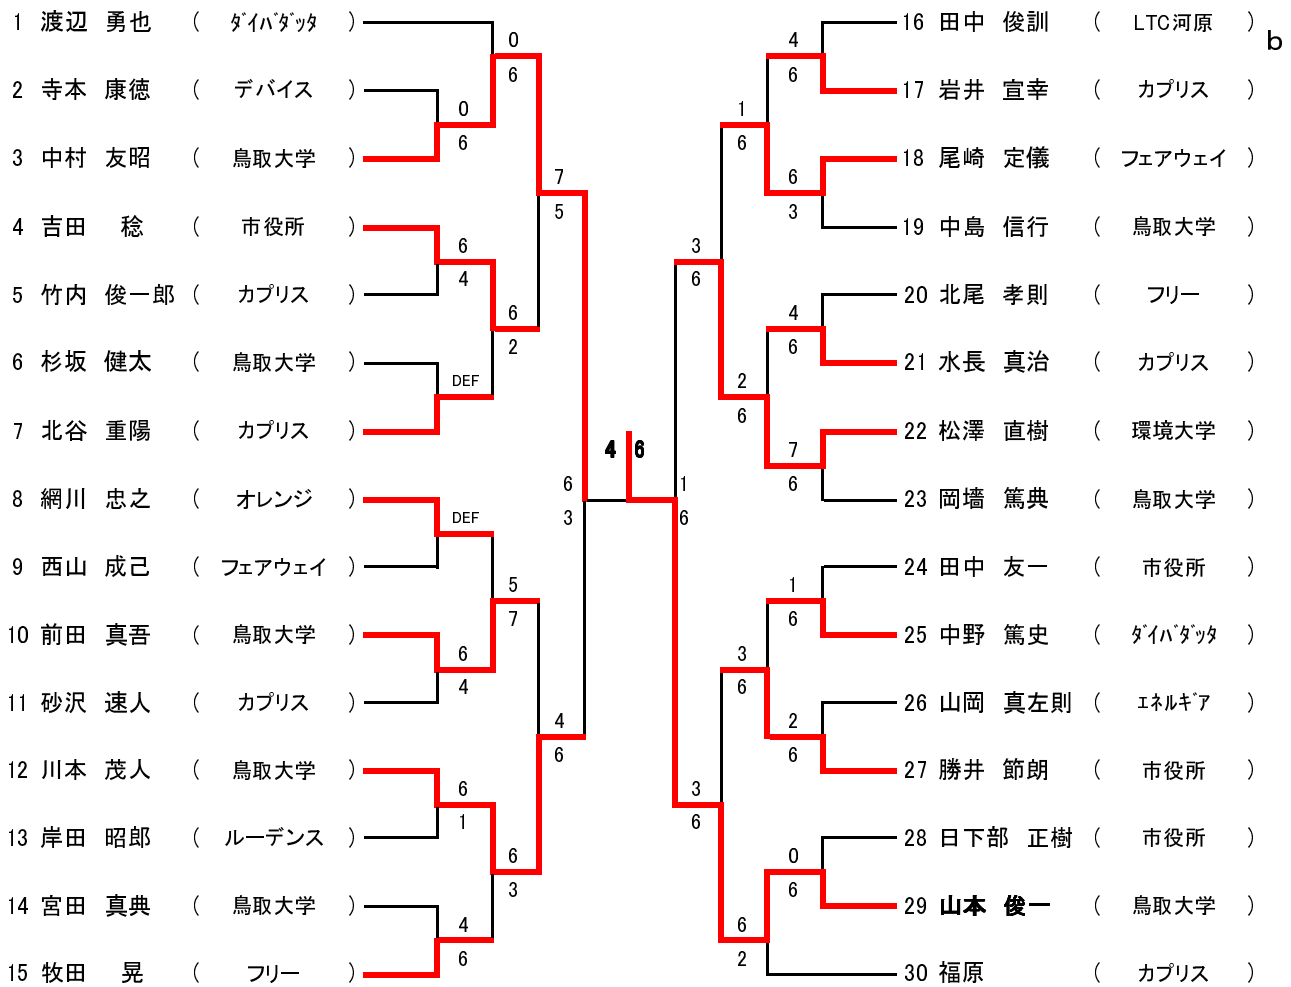 1 渡辺 勇也 ( ﾀﾞｲﾊﾞﾀﾞｯﾀ )
2 寺本 康徳 ( デバイス )
3 中村 友昭 ( 鳥取大学 )
4 吉田 稔 ( 市役所 )
5 竹内 俊一郎 ( カプリス )
6 杉坂 健太 ( 鳥取大学 )
7 北谷 重陽 ( カプリス )
8 網川 忠之 ( オレンジ )
9 西山 成己 ( フェアウェイ )
10 前田 真吾 ( 鳥取大学 )
11 砂沢 速人 ( カプリス )
12 川本 茂人 ( 鳥取大学 )
13 岸田 昭郎 ( ルーデンス )
14 宮田 真典 ( 鳥取大学 )
15 牧田 晃 ( フリー )
0
6
0
6
7
5
6
4
6
2
DEF
6
3
DEF
5
7
6
4
4
6
6
1
6
3
4
6
4 6
4
6
1
6
6
3
3
6
4
6
2
6
7
6
1
6
1
6
3
6
2
6
3
6
0
6
6
2
16 田中 俊訓 ( LTC河原 )
b
17 岩井 宣幸 ( カプリス )
18 尾崎 定儀 ( フェアウェイ )
19 中島 信行 ( 鳥取大学 )
20 北尾 孝則 ( フリー )
21 水長 真治 ( カプリス )
22 松澤 直樹 ( 環境大学 )
23 岡墻 篤典 ( 鳥取大学 )
24 田中 友一 ( 市役所 )
25 中野 篤史 ( ﾀﾞｲﾊﾞﾀﾞｯﾀ )
26 山岡 真左則 ( ｴﾈﾙｷﾞｱ )
27 勝井 節朗 ( 市役所 )
28 日下部 正樹 ( 市役所 )
29 山本 俊一 ( 鳥取大学 )
30 福原 ( カプリス )